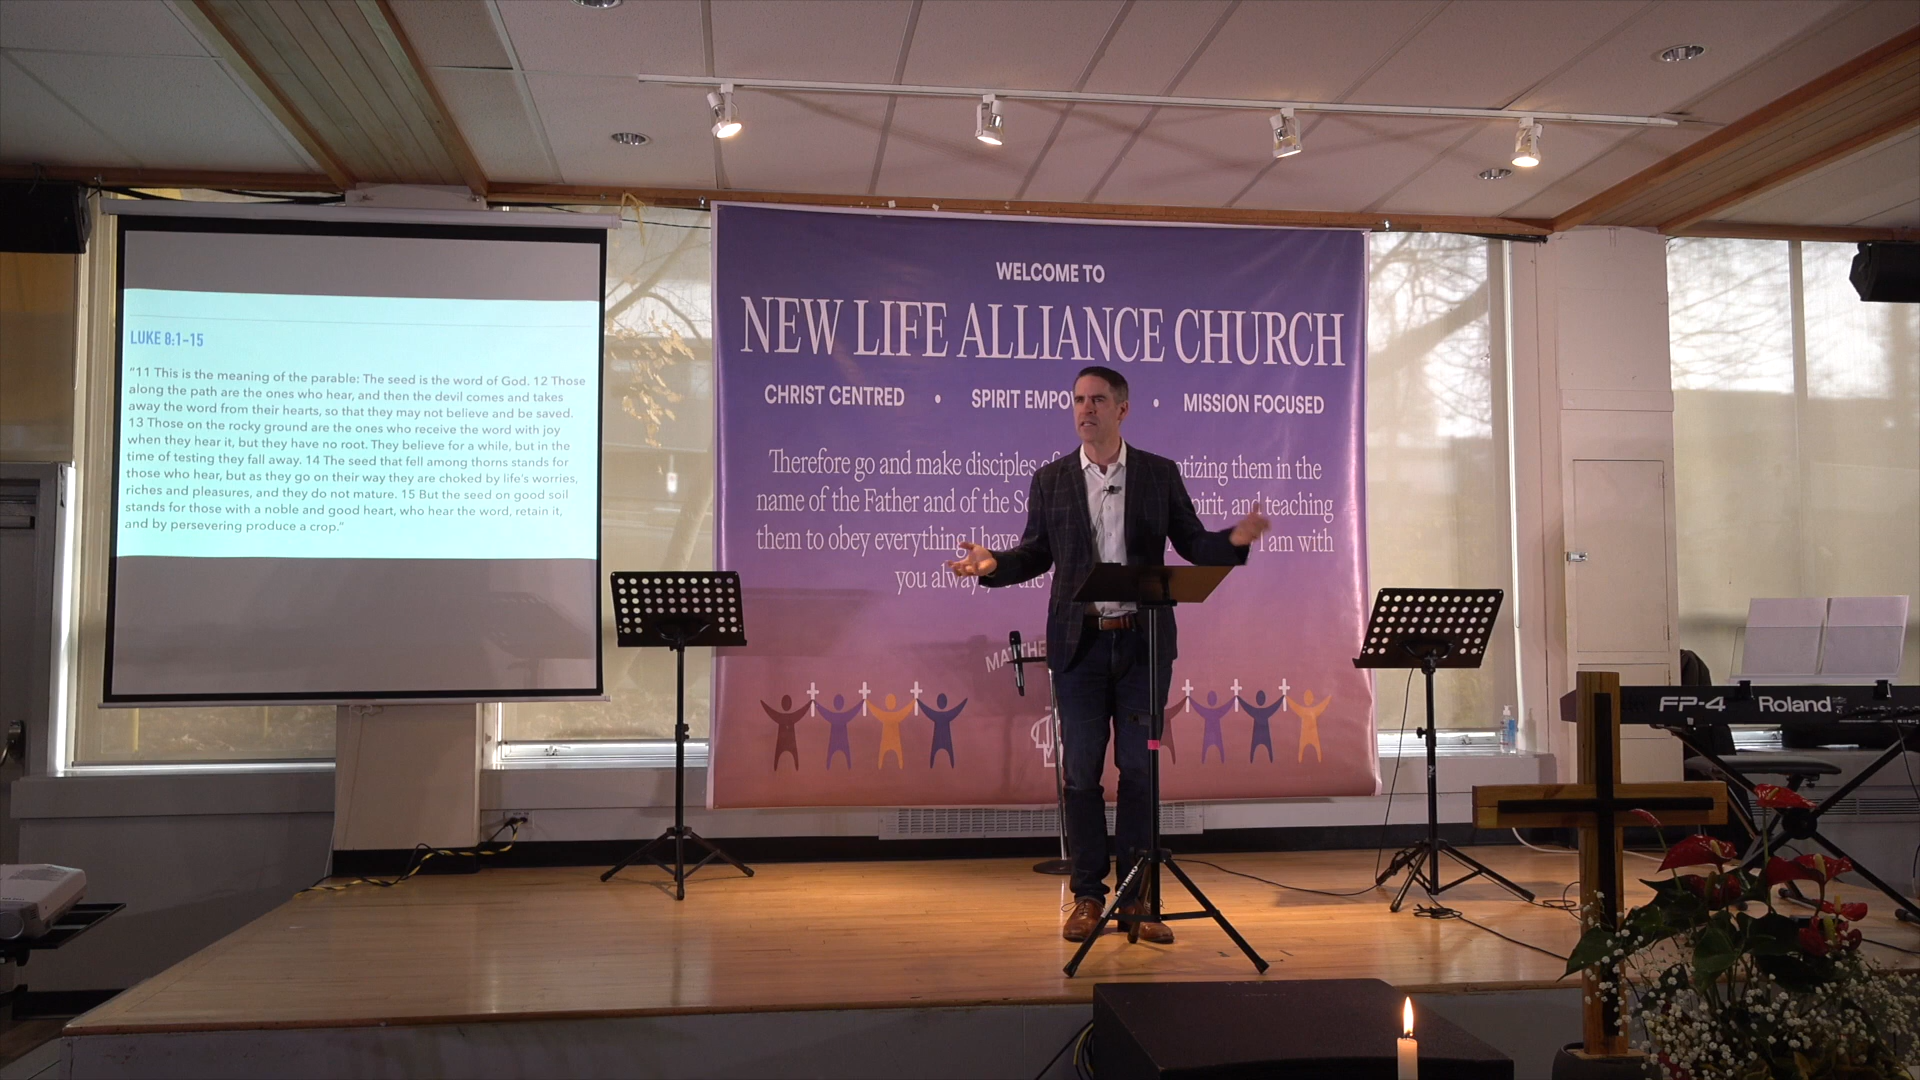 LUKE 8:1–15
“11 This is the meaning of the parable: The seed is the word of God. 12 Those
along the path are the ones who hear, and then the devil comes and takes
away the word from their hearts, so that they may not believe and be saved.
13 Those on the rocky ground are the ones who receive the word with joy
when they hear it, but they have no root. They believe for a while, but in the
time of testing they fall away. 14 The seed that fell among thorns stands for
those who hear, but as they go on their way they are choked by life's worries,
riches and pleasures, and they do not mature. 15 But the seed on good soil
stands for those with a noble and good heart, who hear the word, retain it,
and by persevering produce a crop.”
WELCOME TO
NEW LIFE ALLIANCE CHURCH
CHRIST CENTRED • SPIRIT EMPO • MISSION FOCUSED
Therefore go and make disciples tizing them in the
name of the Father and of the So pirit, and teaching
them to obey everything I have I am with
you always the
MATTHE
FP-4 Roland